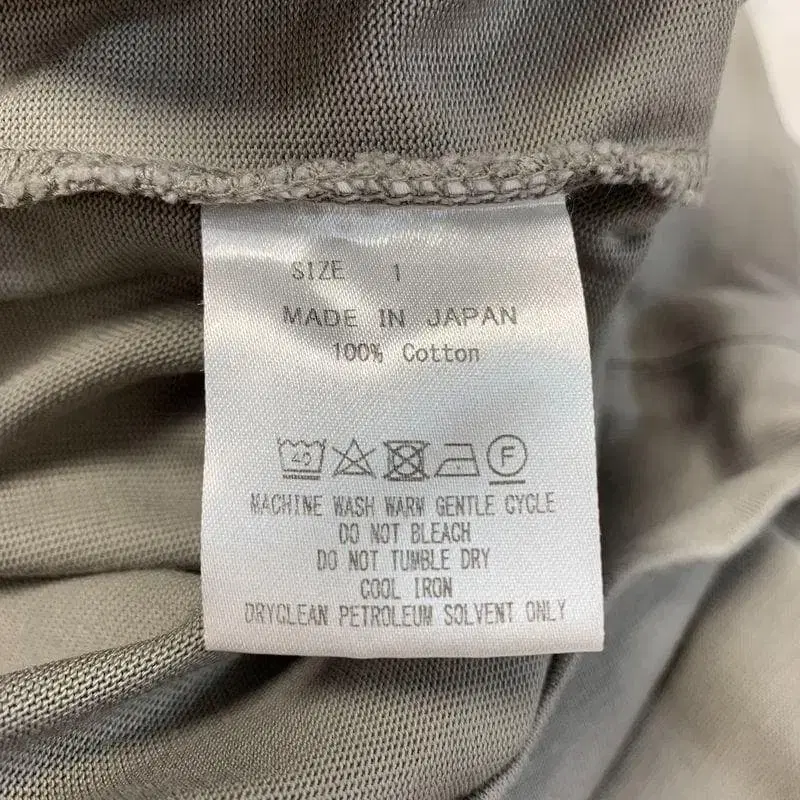 SIZE 1
MADE IN JAPAN
100% Cotton
40 F
MACHINE WASH WARM GENTLE CYCLE
DO NOT BLEACH
DO NOT TUMBLE DRY
COOL IRON
DRYCLEAN PETROLEUM SOLVENT ONLY